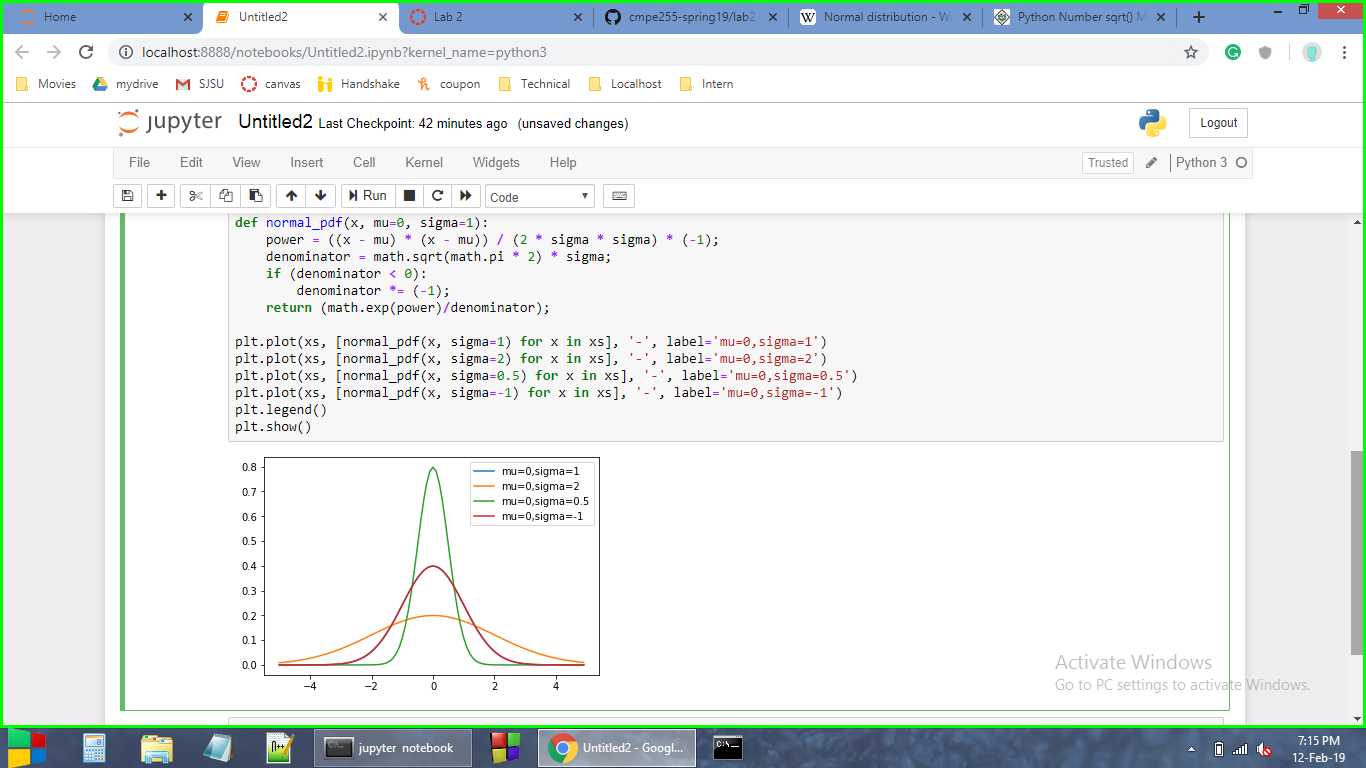 Home
Untitled2
Lab 2
cmpe255-spring19/lab2
Normal distribution - W
Python Number sqrt() M
localhost:8888/notebooks/Untitled2.ipynb?kernel_name=python3
Movies mydrive SJSU canvas Handshake coupon Technical Localhost Intern
jupyter Untitled2 Last Checkpoint: 42 minutes ago (unsaved changes)
Logout
File Edit View Insert Cell Kernel Widgets Help
Trusted Python 3
Run Code
def normal_pdf(x, mu=0, sigma=1):
    power = ((x - mu) * (x - mu)) / (2 * sigma * sigma) * (-1);
    denominator = math.sqrt(math.pi * 2) * sigma;
    if (denominator < 0):
        denominator *= (-1);
    return (math.exp(power)/denominator);
plt.plot(xs, [normal_pdf(x, sigma=1) for x in xs], '-', label='mu=0,sigma=1')
plt.plot(xs, [normal_pdf(x, sigma=2) for x in xs], '-', label='mu=0,sigma=2')
plt.plot(xs, [normal_pdf(x, sigma=0.5) for x in xs], '-', label='mu=0,sigma=0.5')
plt.plot(xs, [normal_pdf(x, sigma=-1) for x in xs], '-', label='mu=0,sigma=-1')
plt.legend()
plt.show()
0.8
0.7
0.6
0.5
0.4
0.3
0.2
0.1
0.0
−4 −2 0 2 4
mu=0,sigma=1
mu=0,sigma=2
mu=0,sigma=0.5
mu=0,sigma=-1
Activate Windows
Go to PC settings to activate Windows.
jupyter notebook
Untitled2 - Googl...
7:15 PM
12-Feb-19